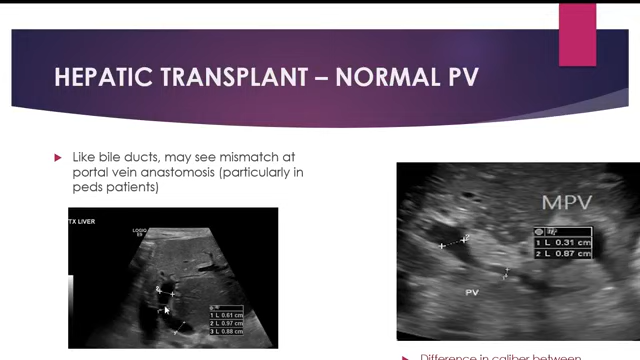 HEPATIC TRANSPLANT – NORMAL PV
Like bile ducts, may see mismatch at
portal vein anastomosis (particularly in
peds patients)
TX LIVER
LOGIQ
E9
1 L 0.61 cm
2 L 0.97 cm
3 L 0.88 cm
MPV
1 L 0.31 cm
2 L 0.87 cm
PV
Difference in caliber between